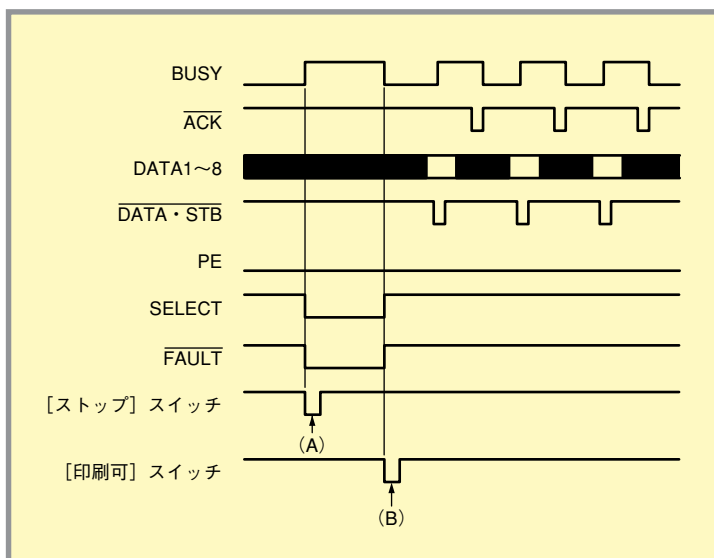 BUSY
ACK
DATA1〜8
DATA・STB
PE
SELECT
FAULT
［ストップ］スイッチ
(A)
［印刷可］スイッチ
(B)